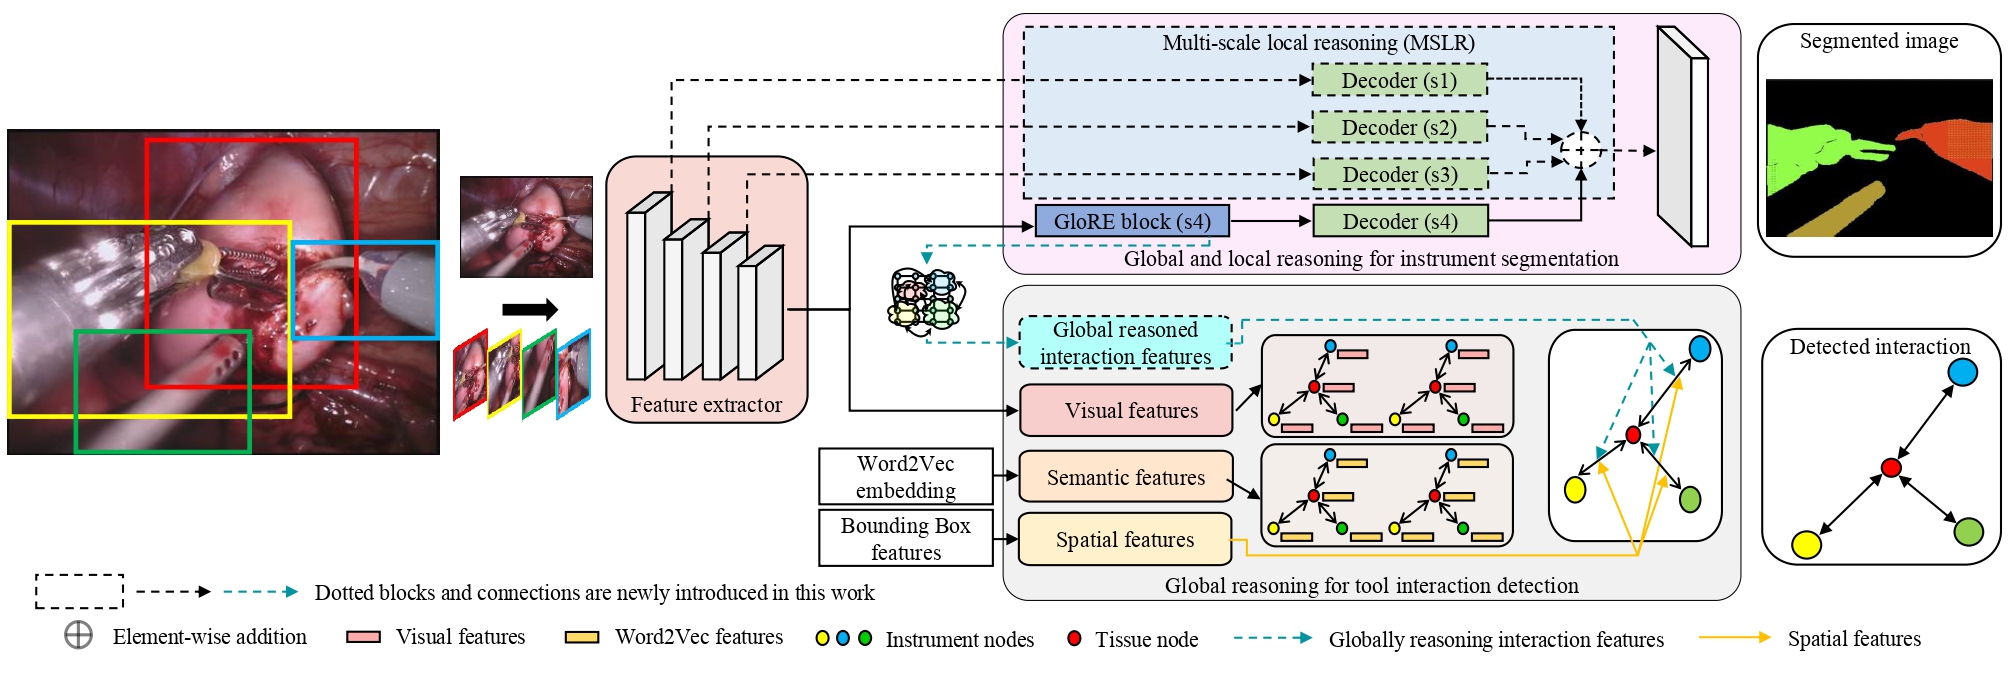 Multi-scale local reasoning (MSLR)
Decoder (s1)
Decoder (s2)
Decoder (s3)
GloRE block (s4)
Decoder (s4)
Global and local reasoning for instrument segmentation
Segmented image
Feature extractor
Global reasoned
interaction features
Visual features
Word2Vec
embedding
Semantic features
Bounding Box
features
Spatial features
Global reasoning for tool interaction detection
Detected interaction
Dotted blocks and connections are newly introduced in this work
Element-wise addition
Visual features
Word2Vec features
Instrument nodes
Tissue node
Globally reasoning interaction features
Spatial features